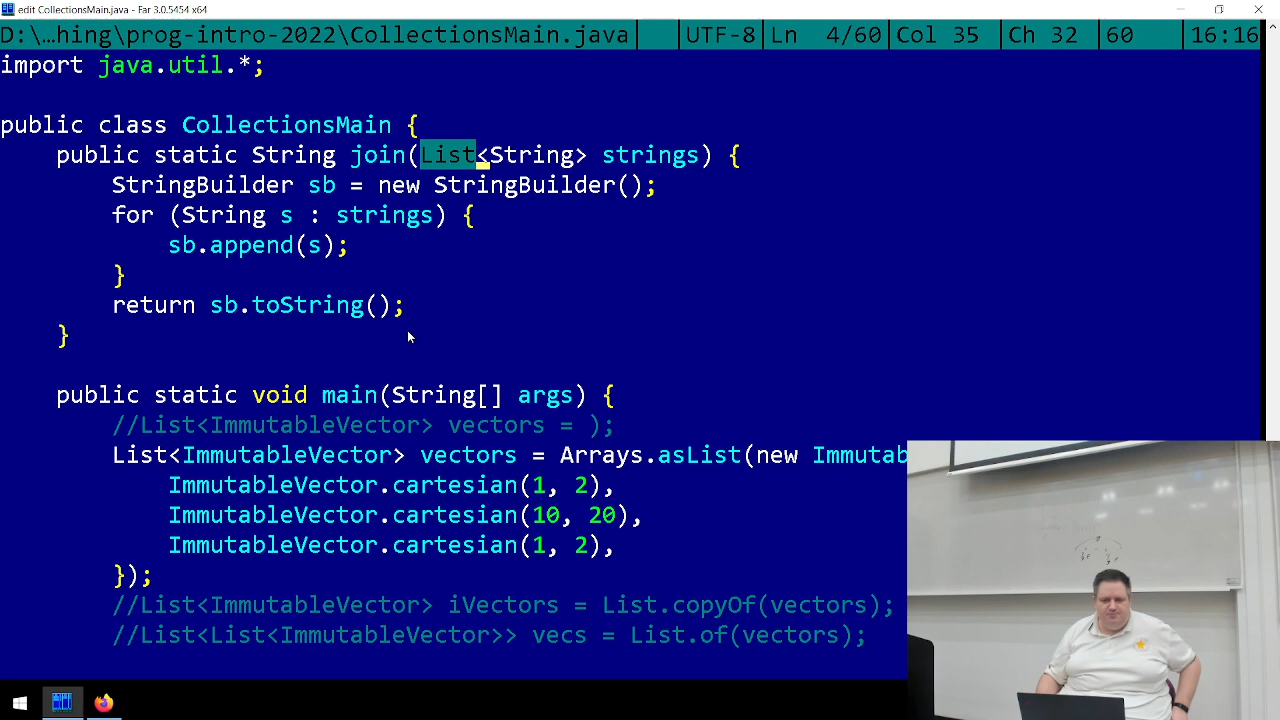 edit CollectionsMain.java - Far 3.0.5454 x64
D:\…hing\prog-intro-2022\CollectionsMain.java UTF-8 Ln 4/60 Col 35 Ch 32 60 16:16
import java.util.*;
public class CollectionsMain {
public static String join(List<String> strings) {
StringBuilder sb = new StringBuilder();
for (String s : strings) {
sb.append(s);
}
return sb.toString();
}
public static void main(String[] args) {
//List<ImmutableVector> vectors = );
List<ImmutableVector> vectors = Arrays.asList(new Immutab
ImmutableVector.cartesian(1, 2),
ImmutableVector.cartesian(10, 20),
ImmutableVector.cartesian(1, 2),
});
//List<ImmutableVector> iVectors = List.copyOf(vectors);
//List<List<ImmutableVector>> vecs = List.of(vectors);